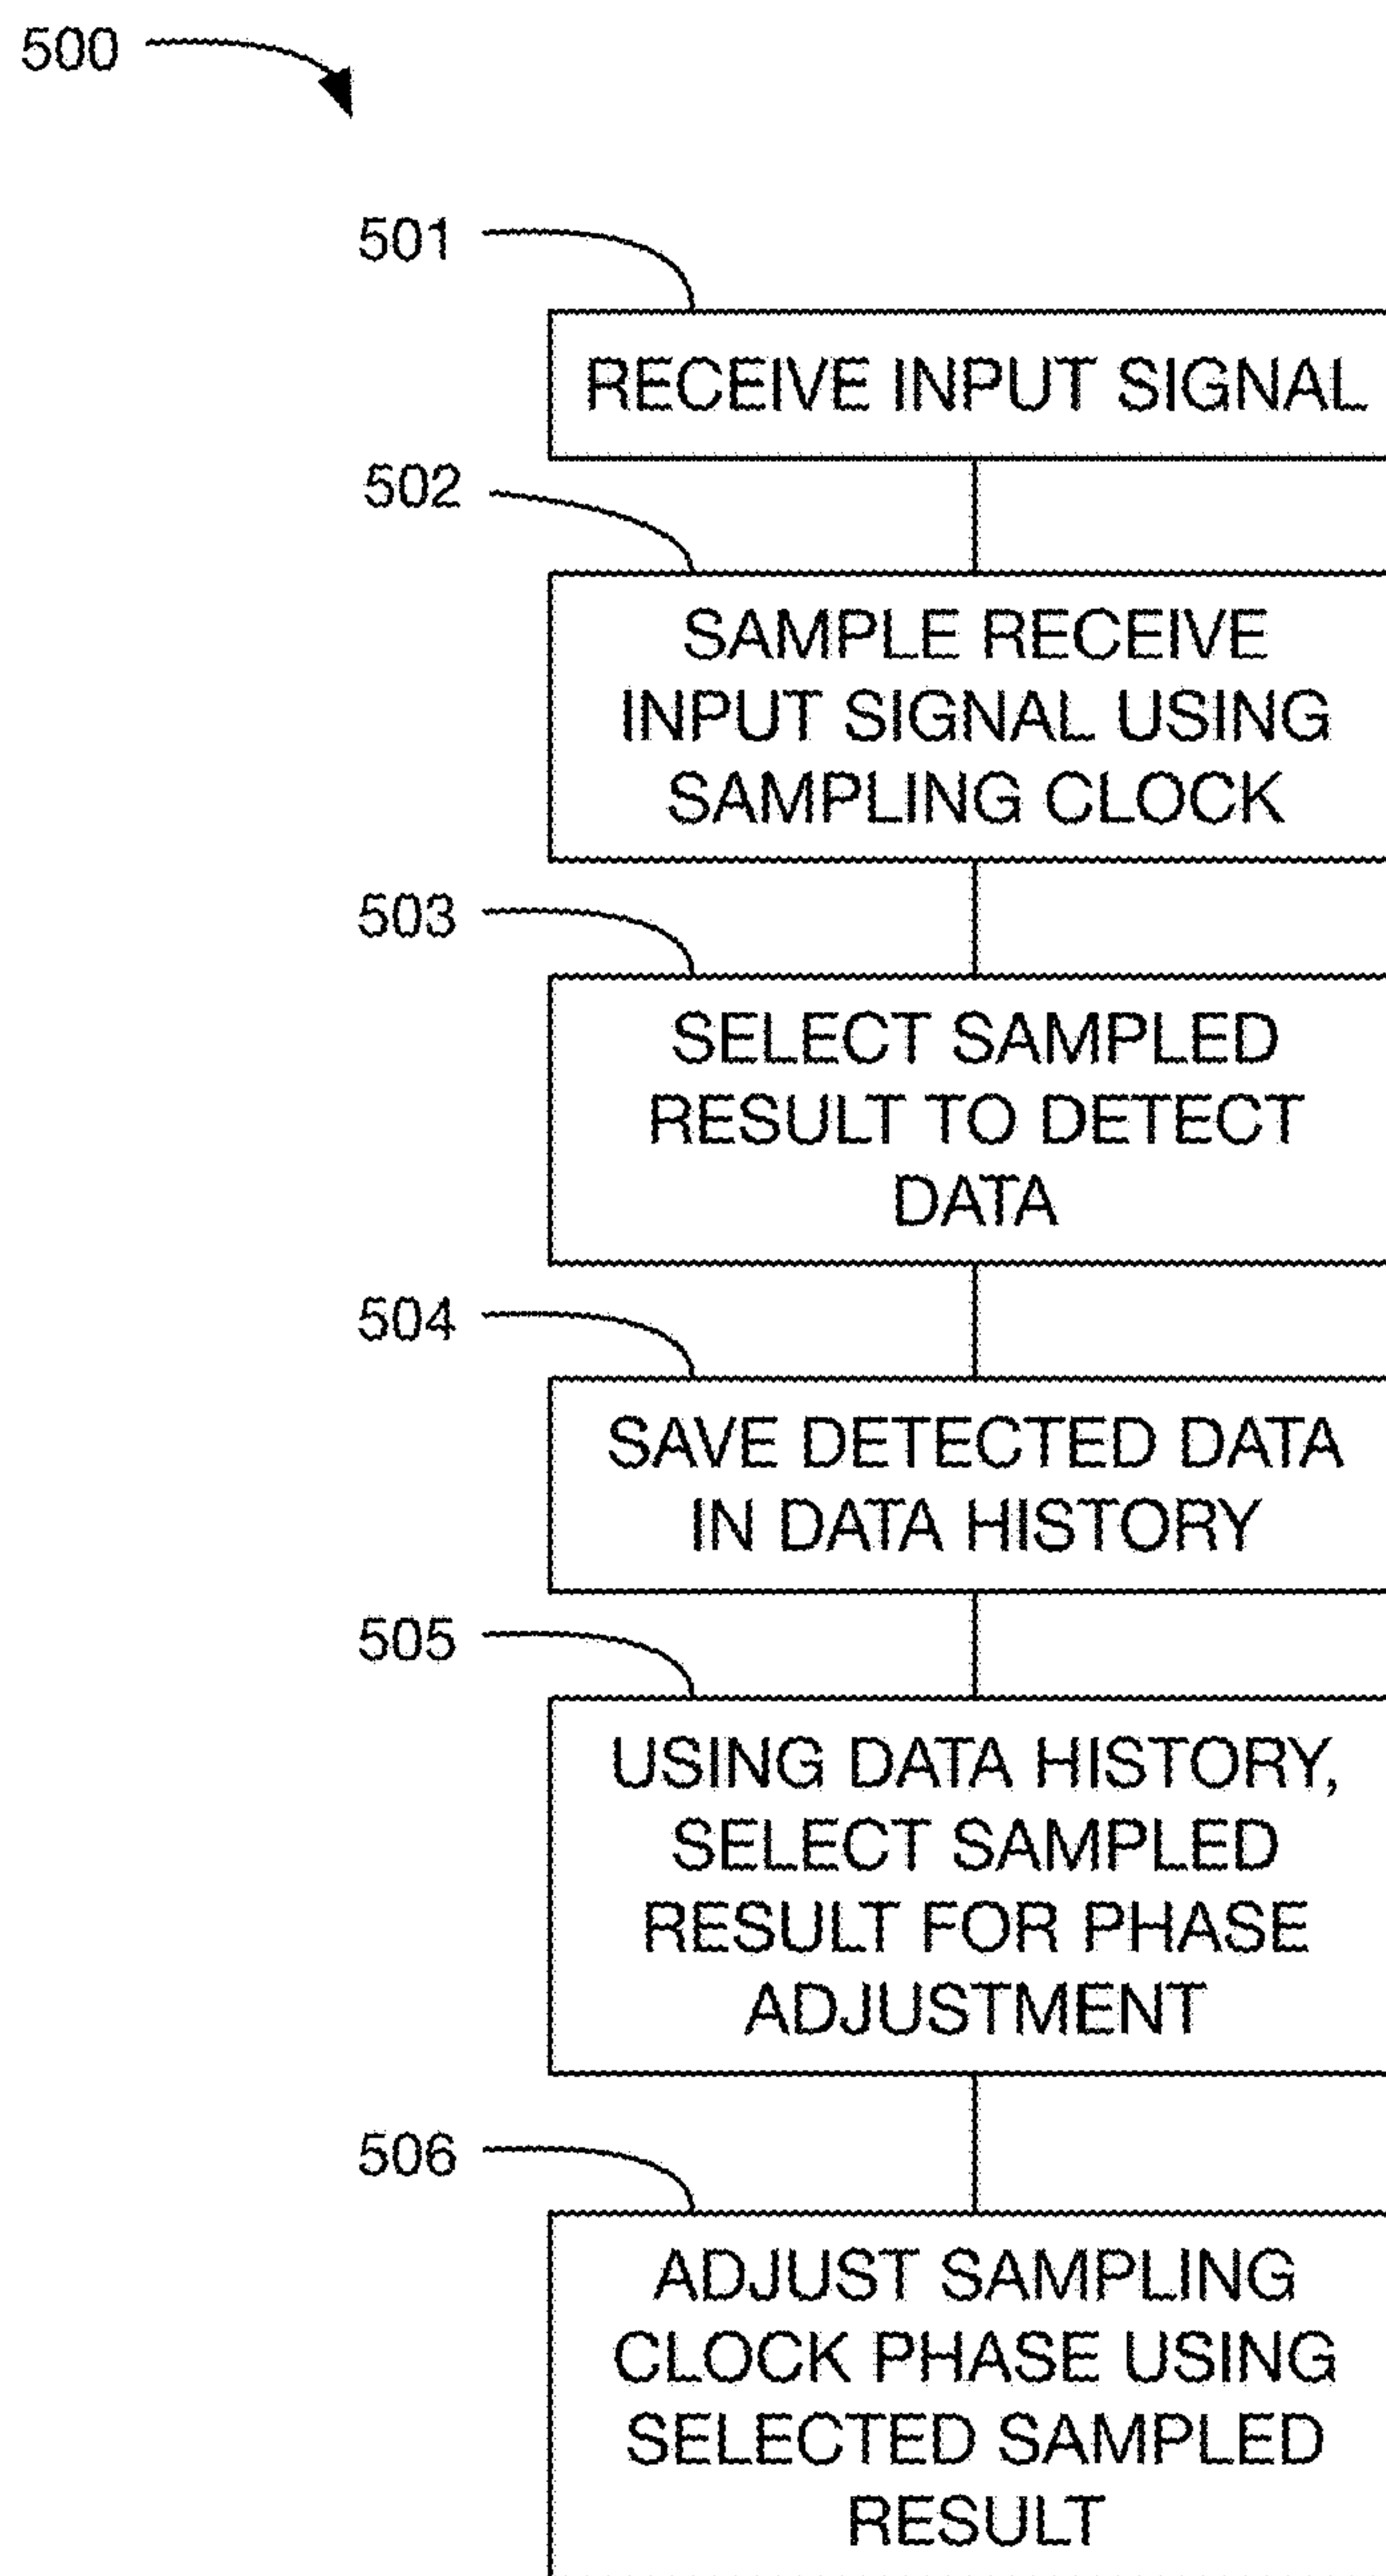 500
501
RECEIVE INPUT SIGNAL
502
SAMPLE RECEIVE
INPUT SIGNAL USING
SAMPLING CLOCK
503
SELECT SAMPLED
RESULT TO DETECT
DATA
504
SAVE DETECTED DATA
IN DATA HISTORY
505
USING DATA HISTORY,
SELECT SAMPLED
RESULT FOR PHASE
ADJUSTMENT
506
ADJUST SAMPLING
CLOCK PHASE USING
SELECTED SAMPLED
RESULT